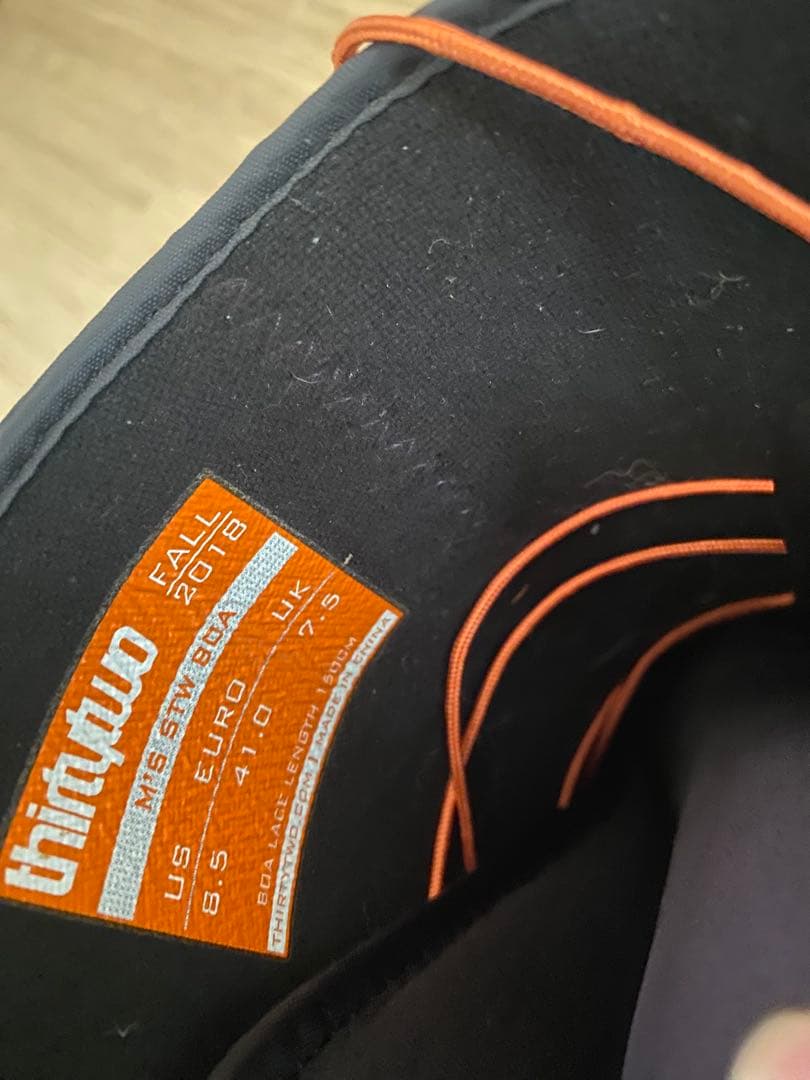 thirtytwo
FALL
2018
M'S STW BOA
US EURO UK
8.5 41.0 7.5
BOA LACE LENGTH 150CM
THIRTYTWO.COM | MADE IN CHINA